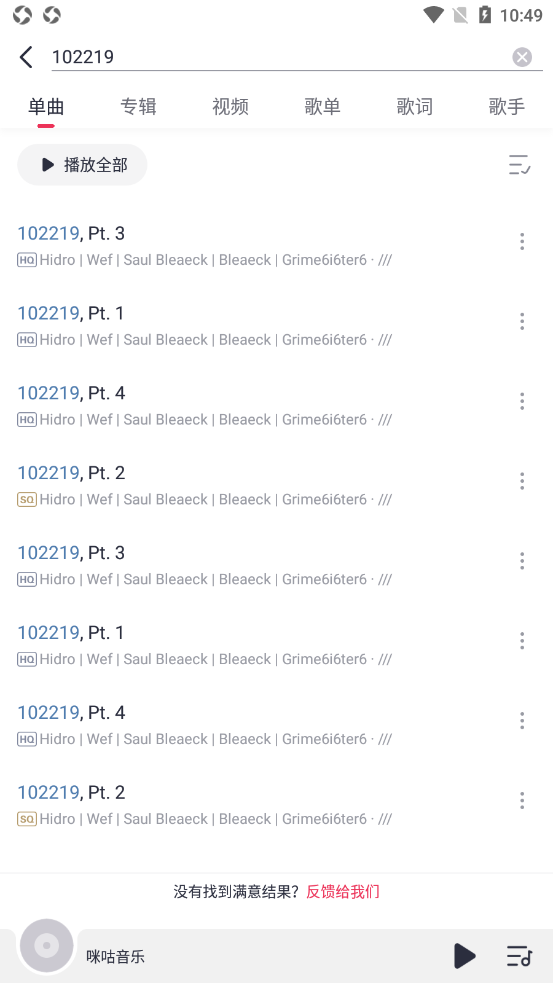 10:49
102219
单曲 专辑 视频 歌单 歌词 歌手
播放全部
102219, Pt. 3
HQ Hidro | Wef | Saul Bleaeck | Bleaeck | Grime6i6ter6 · ///
102219, Pt. 1
HQ Hidro | Wef | Saul Bleaeck | Bleaeck | Grime6i6ter6 · ///
102219, Pt. 4
HQ Hidro | Wef | Saul Bleaeck | Bleaeck | Grime6i6ter6 · ///
102219, Pt. 2
SQ Hidro | Wef | Saul Bleaeck | Bleaeck | Grime6i6ter6 · ///
102219, Pt. 3
HQ Hidro | Wef | Saul Bleaeck | Bleaeck | Grime6i6ter6 · ///
102219, Pt. 1
HQ Hidro | Wef | Saul Bleaeck | Bleaeck | Grime6i6ter6 · ///
102219, Pt. 4
HQ Hidro | Wef | Saul Bleaeck | Bleaeck | Grime6i6ter6 · ///
102219, Pt. 2
SQ Hidro | Wef | Saul Bleaeck | Bleaeck | Grime6i6ter6 · ///
没有找到满意结果？反馈给我们
咪咕音乐